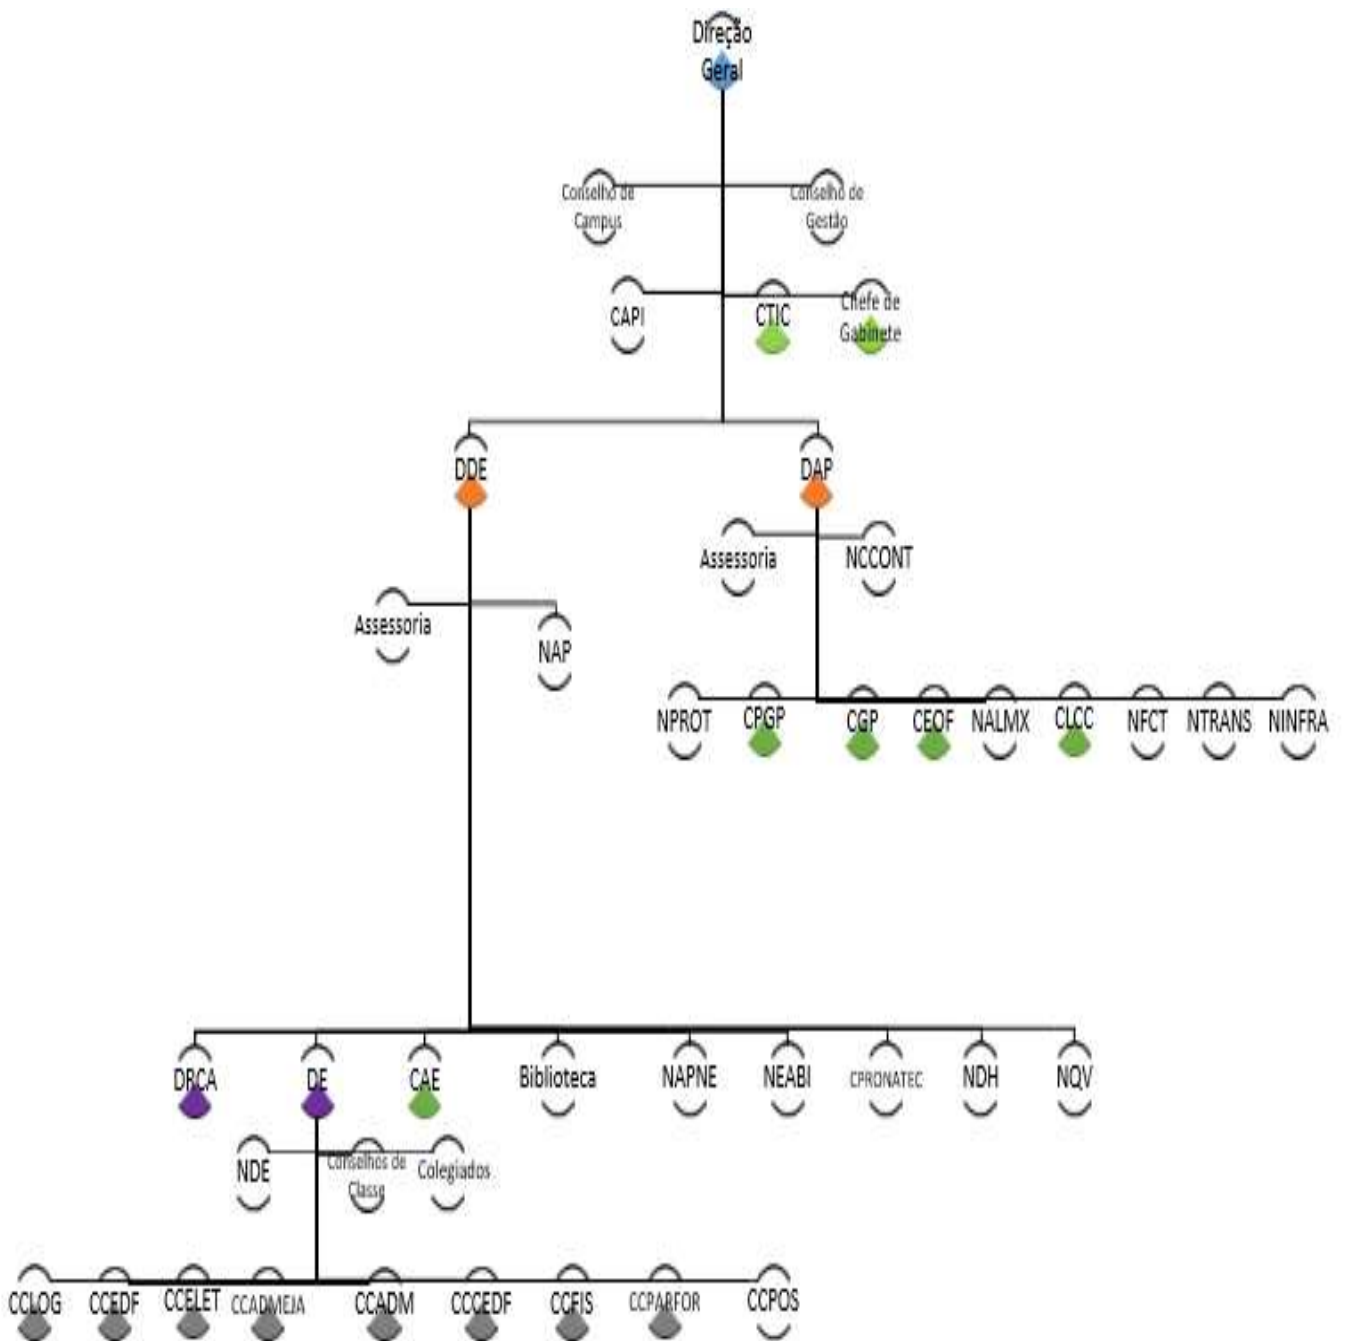 Direção
Geral
Conselho de
Campus
Conselho de
Gestão
CAPI
CTIC
Chefe de
Gabinete
DDE
DAP
Assessoria
NCCONT
Assessoria
NAP
NPROT
CPGP
CGP
CEOF
NALMX
CLCC
NFCT
NTRANS
NINFRA
DRCA
DE
CAE
Biblioteca
NAPNE
NEABI
CPRONATEC
NDH
NQV
NDE
Conselhos de
Classe
Colegiados
CCLOG
CCEDF
CCELET
CCADMEJA
CCADM
CCCEDF
CCFIS
CCPARFOR
CCPOS